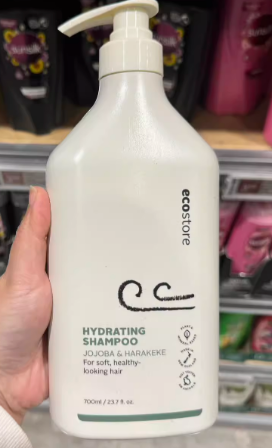 ecostore
HYDRATING
SHAMPOO
JOJOBA & HARAKEKE
For soft, healthy-
looking hair
700ml / 23.7 fl oz.